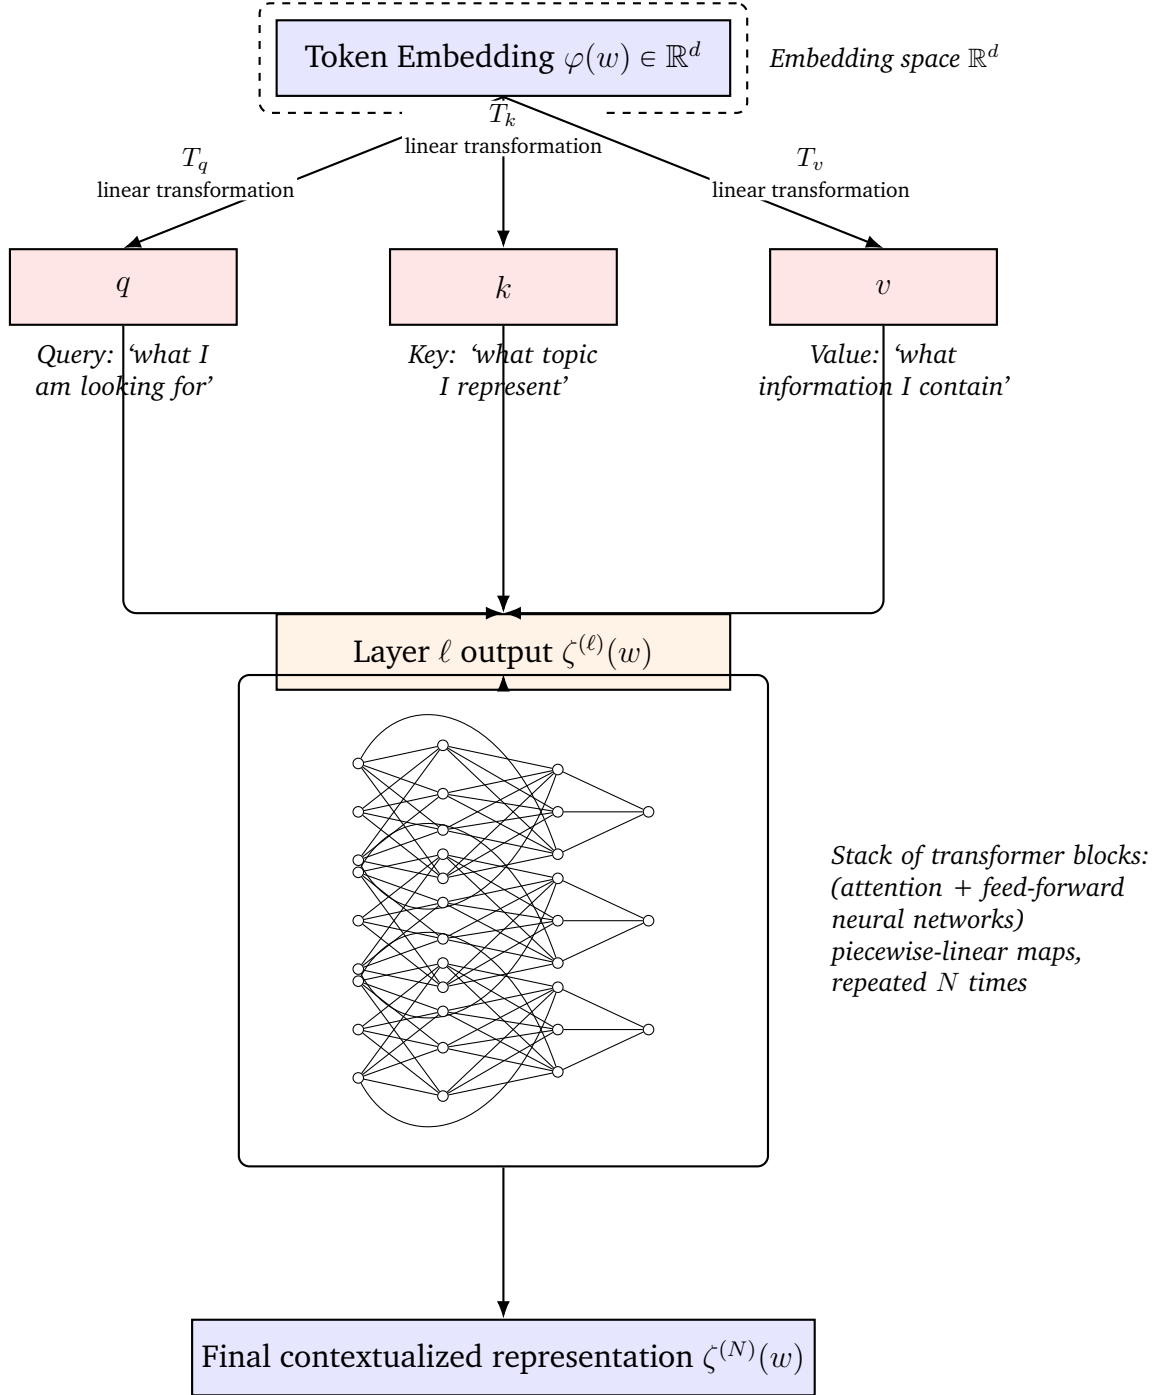 Token Embedding φ(w) ∈ ℝ^d
Embedding space ℝ^d
T_k
linear transformation
T_q
linear transformation
T_v
linear transformation
q
k
v
Query: ‘what I
am looking for’
Key: ‘what topic
I represent’
Value: ‘what
information I contain’
Layer ℓ output ζ^(ℓ)(w)
Stack of transformer blocks:
(attention + feed-forward
neural networks)
piecewise-linear maps,
repeated N times
Final contextualized representation ζ^(N)(w)